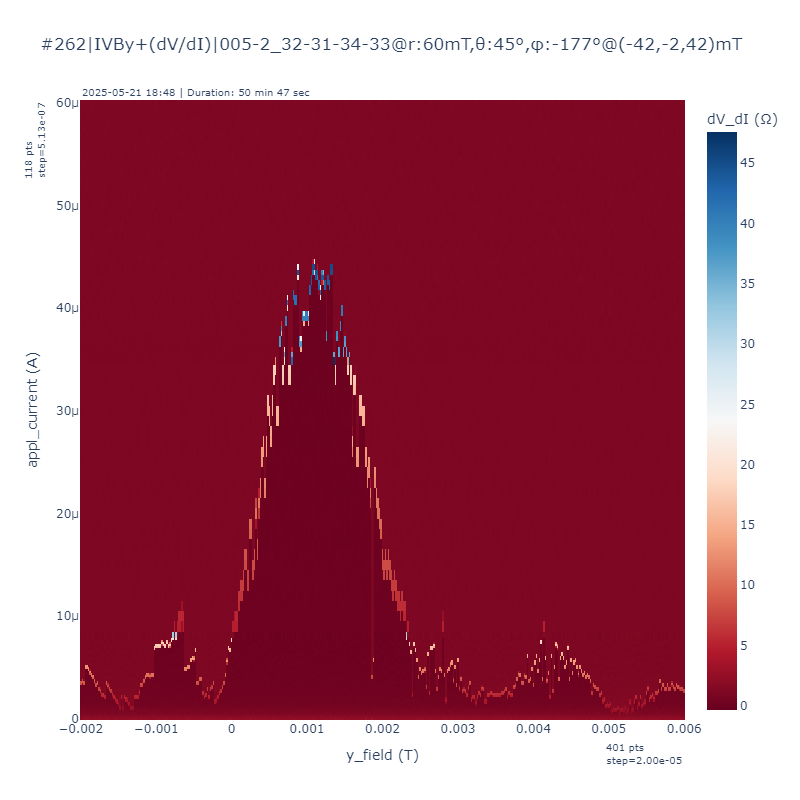 #262|IVBy+(dV/dI)|005-2_32-31-34-33@r:60mT,θ:45°,φ:-177°@(-42,-2,42)mT
2025-05-21 18:48 | Duration: 50 min 47 sec
118 pts
step=5.13e-07
appl_current (A)
60μ
50μ
40μ
30μ
20μ
10μ
0
−0.002
−0.001
0
0.001
0.002
0.003
0.004
0.005
0.006
y_field (T)
401 pts
step=2.00e-05
dV_dI (Ω)
45
40
35
30
25
20
15
10
5
0